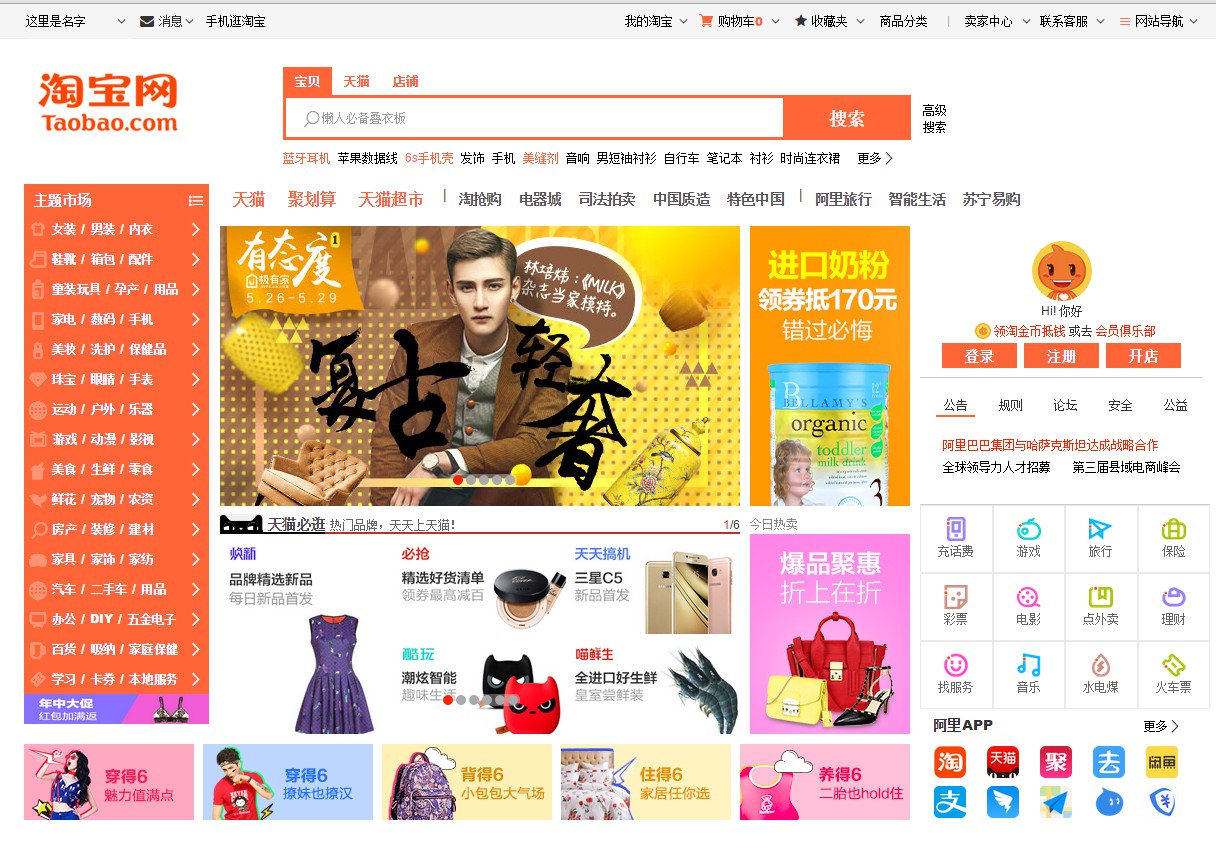 这里是名字 消息 手机逛淘宝 我的淘宝 购物车0 收藏夹 商品分类 | 卖家中心 联系客服 网站导航
淘宝网
Taobao.com
宝贝 天猫 店铺
懒人必备叠衣板 搜索 高级
搜索
蓝牙耳机 苹果数据线 6s手机壳 发饰 手机 美缝剂 音响 男短袖衬衫 自行车 笔记本 衬衫 时尚连衣裙 更多
主题市场
女装 / 男装 / 内衣
鞋靴 / 箱包 / 配件
童装玩具 / 孕产 / 用品
家电 / 数码 / 手机
美妆 / 洗护 / 保健品
珠宝 / 眼睛 / 手表
运动 / 户外 / 乐器
游戏 / 动漫 / 影视
美食 / 生鲜 / 零食
鲜花 / 宠物 / 农资
房产 / 装修 / 建材
家具 / 家饰 / 家纺
汽车 / 二手车 / 用品
办公 / DIY / 五金电子
百货 / 吸纳 / 家庭保健
学习 / 卡券 / 本地服务
年中大促
红包加满返
天猫 聚划算 天猫超市 | 淘抢购 电器城 司法拍卖 中国质造 特色中国 | 阿里旅行 智能生活 苏宁易购
有态度 1
极有家
5.26-5.29
林培炜：《MILK》
杂志当家模特。
复古 轻奢
进口奶粉
领券抵170元
错过必悔
BELLAMY'S
organic
toddler
milk drink
3
Hi! 你好
领淘金币抵钱 或去 会员俱乐部
登录 注册 开店
公告 规则 论坛 安全 公益
阿里巴巴集团与哈萨克斯坦达成战略合作
全球领导力人才招募 第三届县域电商峰会
天猫必逛 热门品牌，天天上天猫！ 1/6
今日热卖
焕新
品牌精选新品
每日新品首发
必抢
精选好货清单
领券最高减百
天天搞机
三星C5
新品首发
酷玩
潮炫智能
趣味生活
喵鲜生
全进口好生鲜
皇室尝鲜装
爆品聚惠
折上在折
充话费 游戏 旅行 保险
彩票 电影 点外卖 理财
找服务 音乐 水电煤 火车票
阿里APP 更多
淘 天猫 聚 去 闲鱼
支
穿得6
魅力值满点
穿得6
撩妹也撩汉
背得6
小包包大气场
住得6
家居任你选
养得6
二胎也hold住